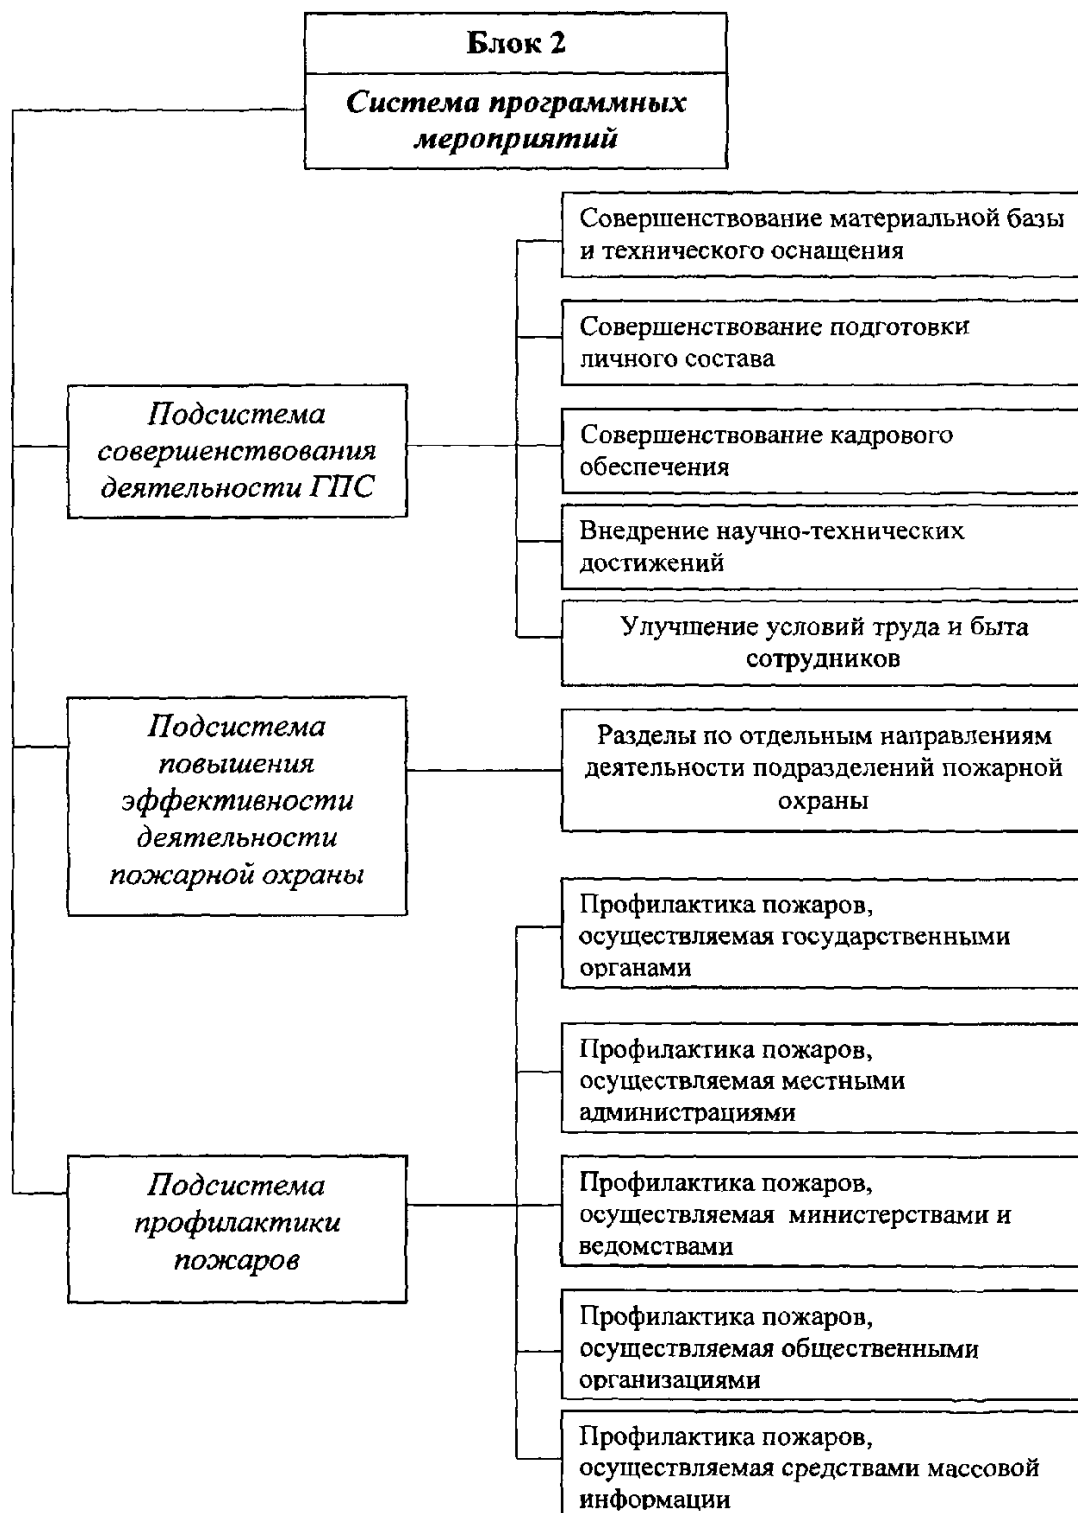 Блок 2
Система программных
мероприятий
Совершенствование материальной базы
и технического оснащения
Совершенствование подготовки
личного состава
Подсистема
совершенствования
деятельности ГПС
Совершенствование кадрового
обеспечения
Внедрение научно-технических
достижений
Улучшение условий труда и быта
сотрудников
Подсистема
повышения
эффективности
деятельности
пожарной охраны
Разделы по отдельным направлениям
деятельности подразделений пожарной
охраны
Профилактика пожаров,
осуществляемая государственными
органами
Профилактика пожаров,
осуществляемая местными
администрациями
Подсистема
профилактики
пожаров
Профилактика пожаров,
осуществляемая министерствами и
ведомствами
Профилактика пожаров,
осуществляемая общественными
организациями
Профилактика пожаров,
осуществляемая средствами массовой
информации